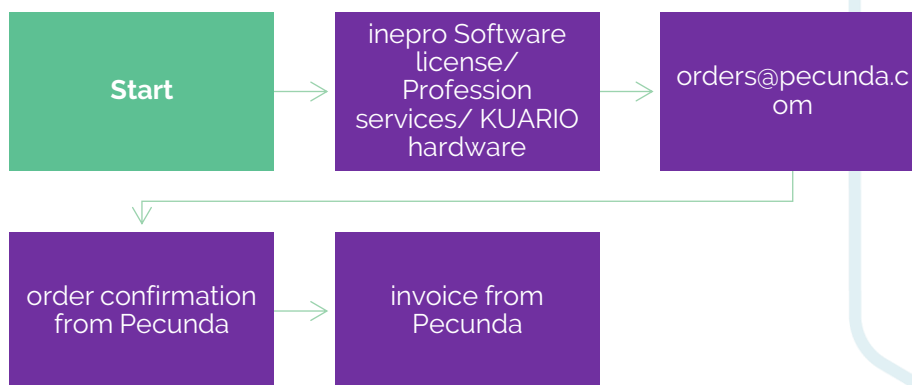 Start
inepro Software
license/
Profession
services/ KUARIO
hardware
orders@pecunda.c
om
order confirmation
from Pecunda
invoice from
Pecunda